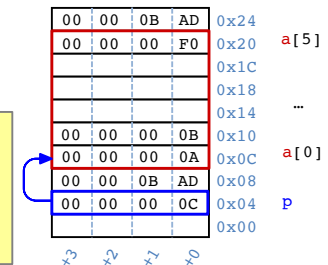 00 00 0B AD 0x24
00 00 00 F0 0x20 a[5]
0x1C
0x18
0x14 …
00 00 00 0B 0x10
00 00 00 0A 0x0C a[0]
00 00 0B AD 0x08
00 00 00 0C 0x04 p
0x00
+3 +2 +1 +0